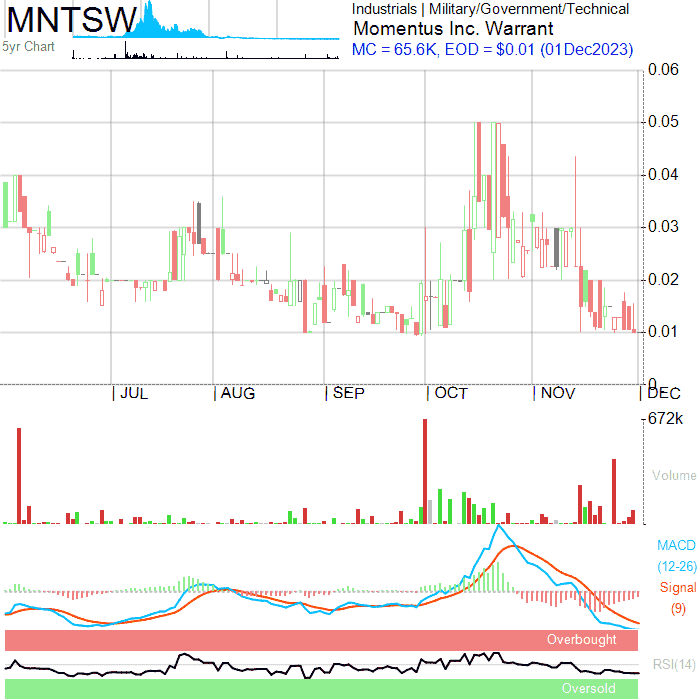 MNTSW
5yr Chart
Industrials | Military/Government/Technical
Momentus Inc. Warrant
MC = 65.6K, EOD = $0.01 (01Dec2023)
0.06
0.05
0.04
0.03
0.02
0.01
0
JUL AUG SEP OCT NOV DEC
672k
Volume
MACD
(12-26)
Signal
(9)
Overbought
RSI(14)
Oversold